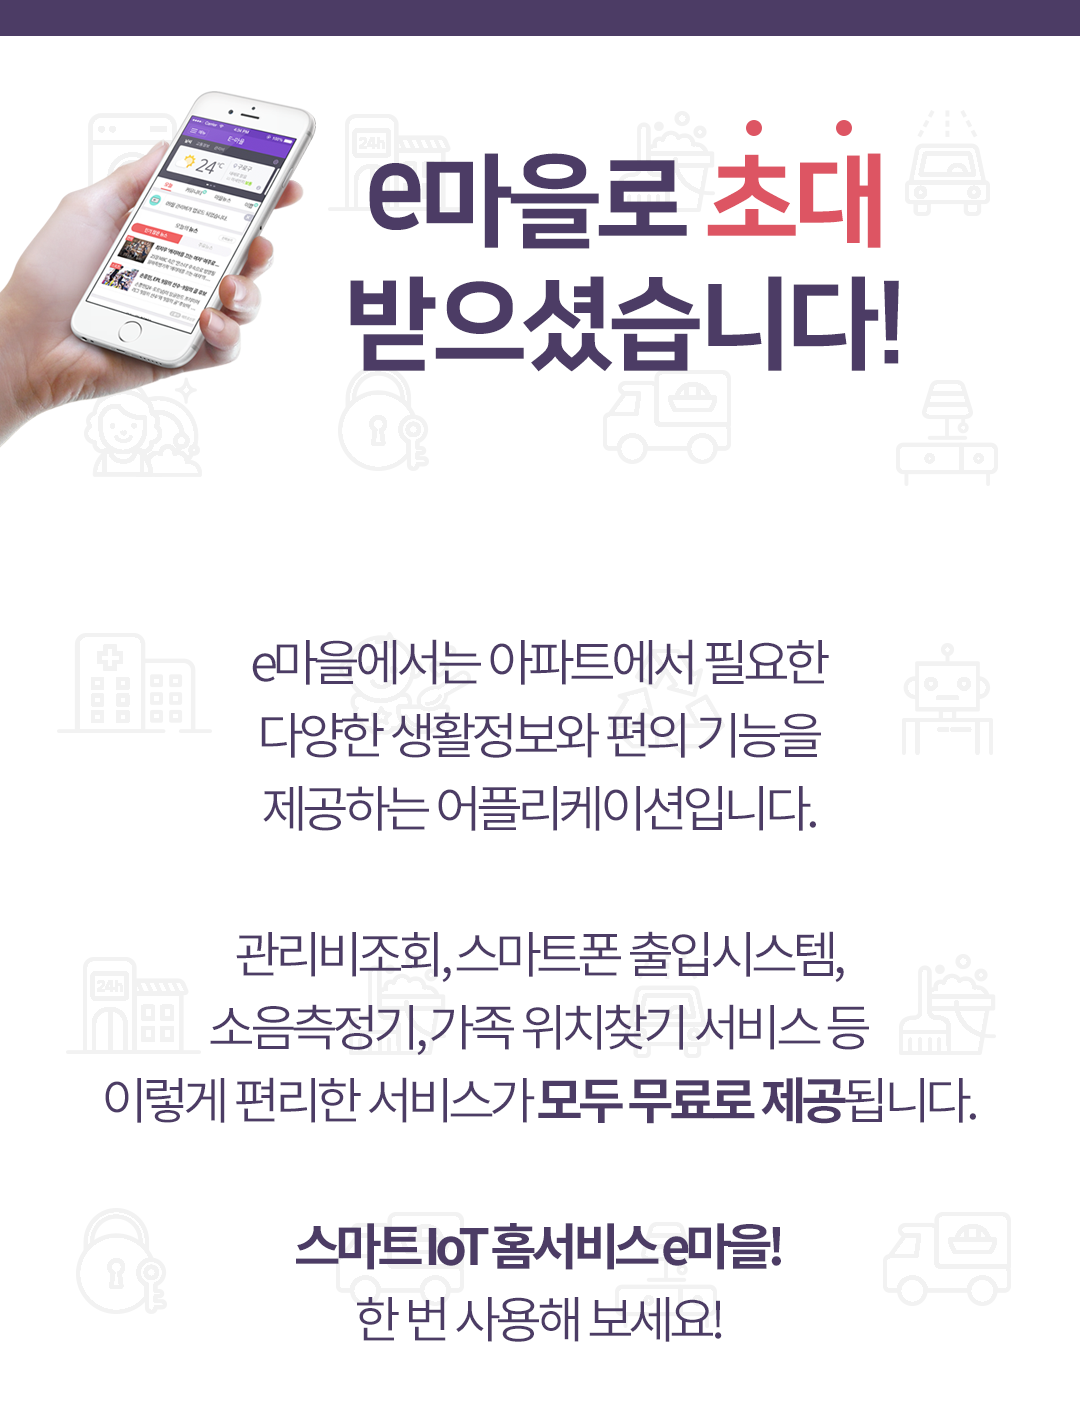 e마을로 초대
받으셨습니다!
24°C
24h
e마을에서는 아파트에서 필요한
다양한 생활정보와 편의 기능을
제공하는 어플리케이션입니다.
관리비조회, 스마트폰 출입시스템,
24h
소음측정기, 가족 위치찾기 서비스 등
이렇게 편리한 서비스가 모두 무료로 제공됩니다.
스마트 IoT 홈서비스 e마을!
한 번 사용해 보세요!